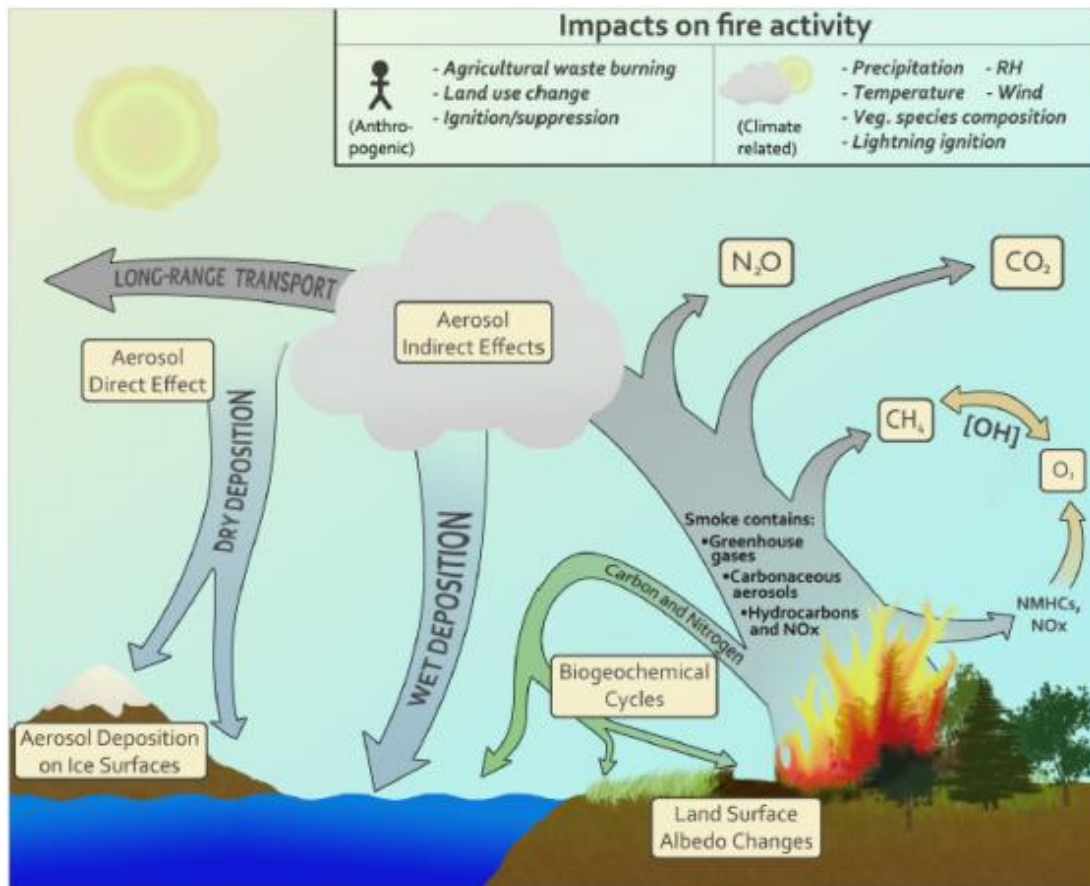 Impacts on fire activity
(Anthro-
pogenic)
- Agricultural waste burning
- Land use change
- Ignition/suppression
(Climate
related)
- Precipitation - RH
- Temperature - Wind
- Veg. species composition
- Lightning ignition
LONG-RANGE TRANSPORT
Aerosol
Indirect Effects
N₂O
CO₂
Aerosol
Direct Effect
DRY DEPOSITION
WET DEPOSITION
CH₄
[OH]
O₃
Smoke contains:
•Greenhouse
gases
•Carbonaceous
aerosols
•Hydrocarbons
and NOx
NMHCs,
NOx
Carbon and Nitrogen
Biogeochemical
Cycles
Aerosol Deposition
on Ice Surfaces
Land Surface
Albedo Changes